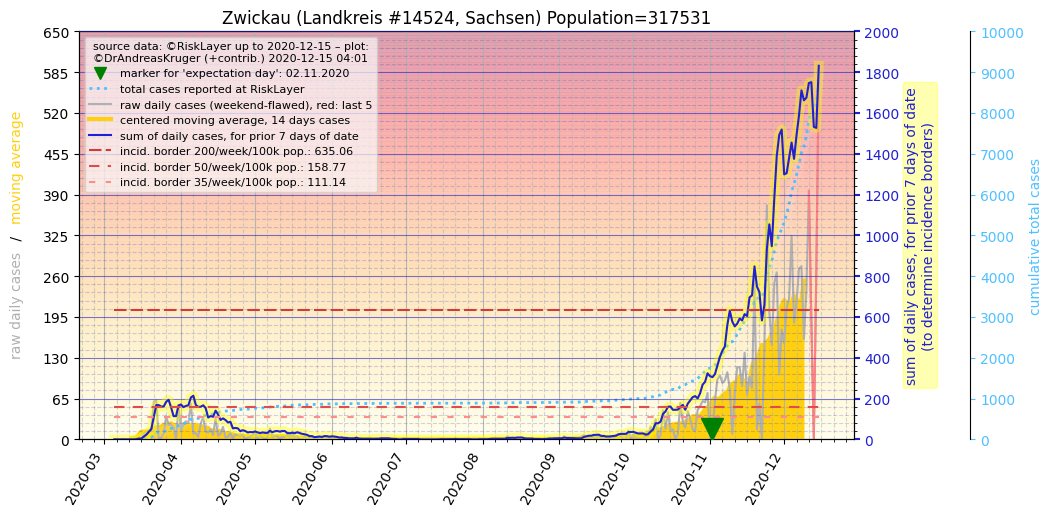 Zwickau (Landkreis #14524, Sachsen) Population=317531
source data: ©RiskLayer up to 2020-12-15 – plot:
©DrAndreasKruger (+contrib.) 2020-12-15 04:01
marker for 'expectation day': 02.11.2020
total cases reported at RiskLayer
raw daily cases (weekend-flawed), red: last 5
centered moving average, 14 days cases
sum of daily cases, for prior 7 days of date
incid. border 200/week/100k pop.: 635.06
incid. border 50/week/100k pop.: 158.77
incid. border 35/week/100k pop.: 111.14
raw daily cases / moving average
650
585
520
455
390
325
260
195
130
65
0
2020-03
2020-04
2020-05
2020-06
2020-07
2020-08
2020-09
2020-10
2020-11
2020-12
2000
1800
1600
1400
1200
1000
800
600
400
200
0
sum of daily cases, for prior 7 days of date
(to determine incidence borders)
10000
9000
8000
7000
6000
5000
4000
3000
2000
1000
0
cumulative total cases